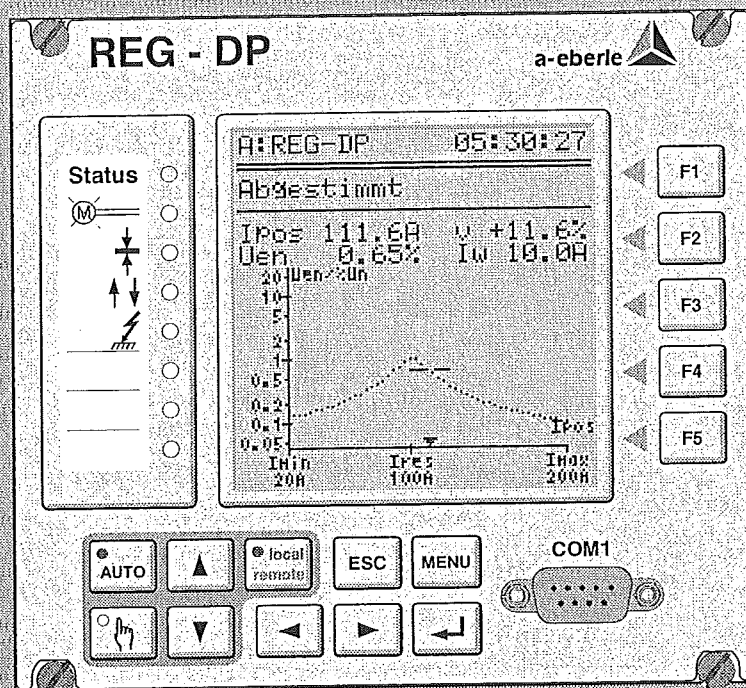 REG - DP
a-eberle
Status
M
A:REG-DP 05:30:27
Abgestimmt
Ipos 111.6A v +11.6%
Uen 0.65% Iw 10.0A
Uen/%Un
20
10
5
2
1
0.5
0.2
0.1
0.05
Ipos
IMin Ires IMax
20A 100A 200A
F1
F2
F3
F4
F5
AUTO
local
remote
ESC
MENU
COM1